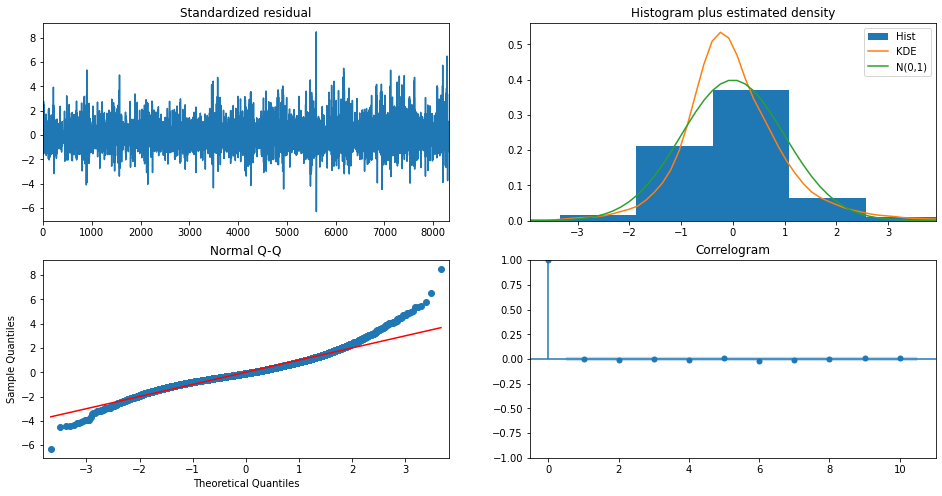 Standardized residual
8
6
4
2
0
−2
−4
−6
0 1000 2000 3000 4000 5000 6000 7000 8000
Histogram plus estimated density
Hist
KDE
N(0,1)
0.5
0.4
0.3
0.2
0.1
0.0
−3 −2 −1 0 1 2 3
Normal Q-Q
Sample Quantiles
8
6
4
2
0
−2
−4
−6
−3 −2 −1 0 1 2 3
Theoretical Quantiles
Correlogram
1.00
0.75
0.50
0.25
0.00
−0.25
−0.50
−0.75
−1.00
0 2 4 6 8 10